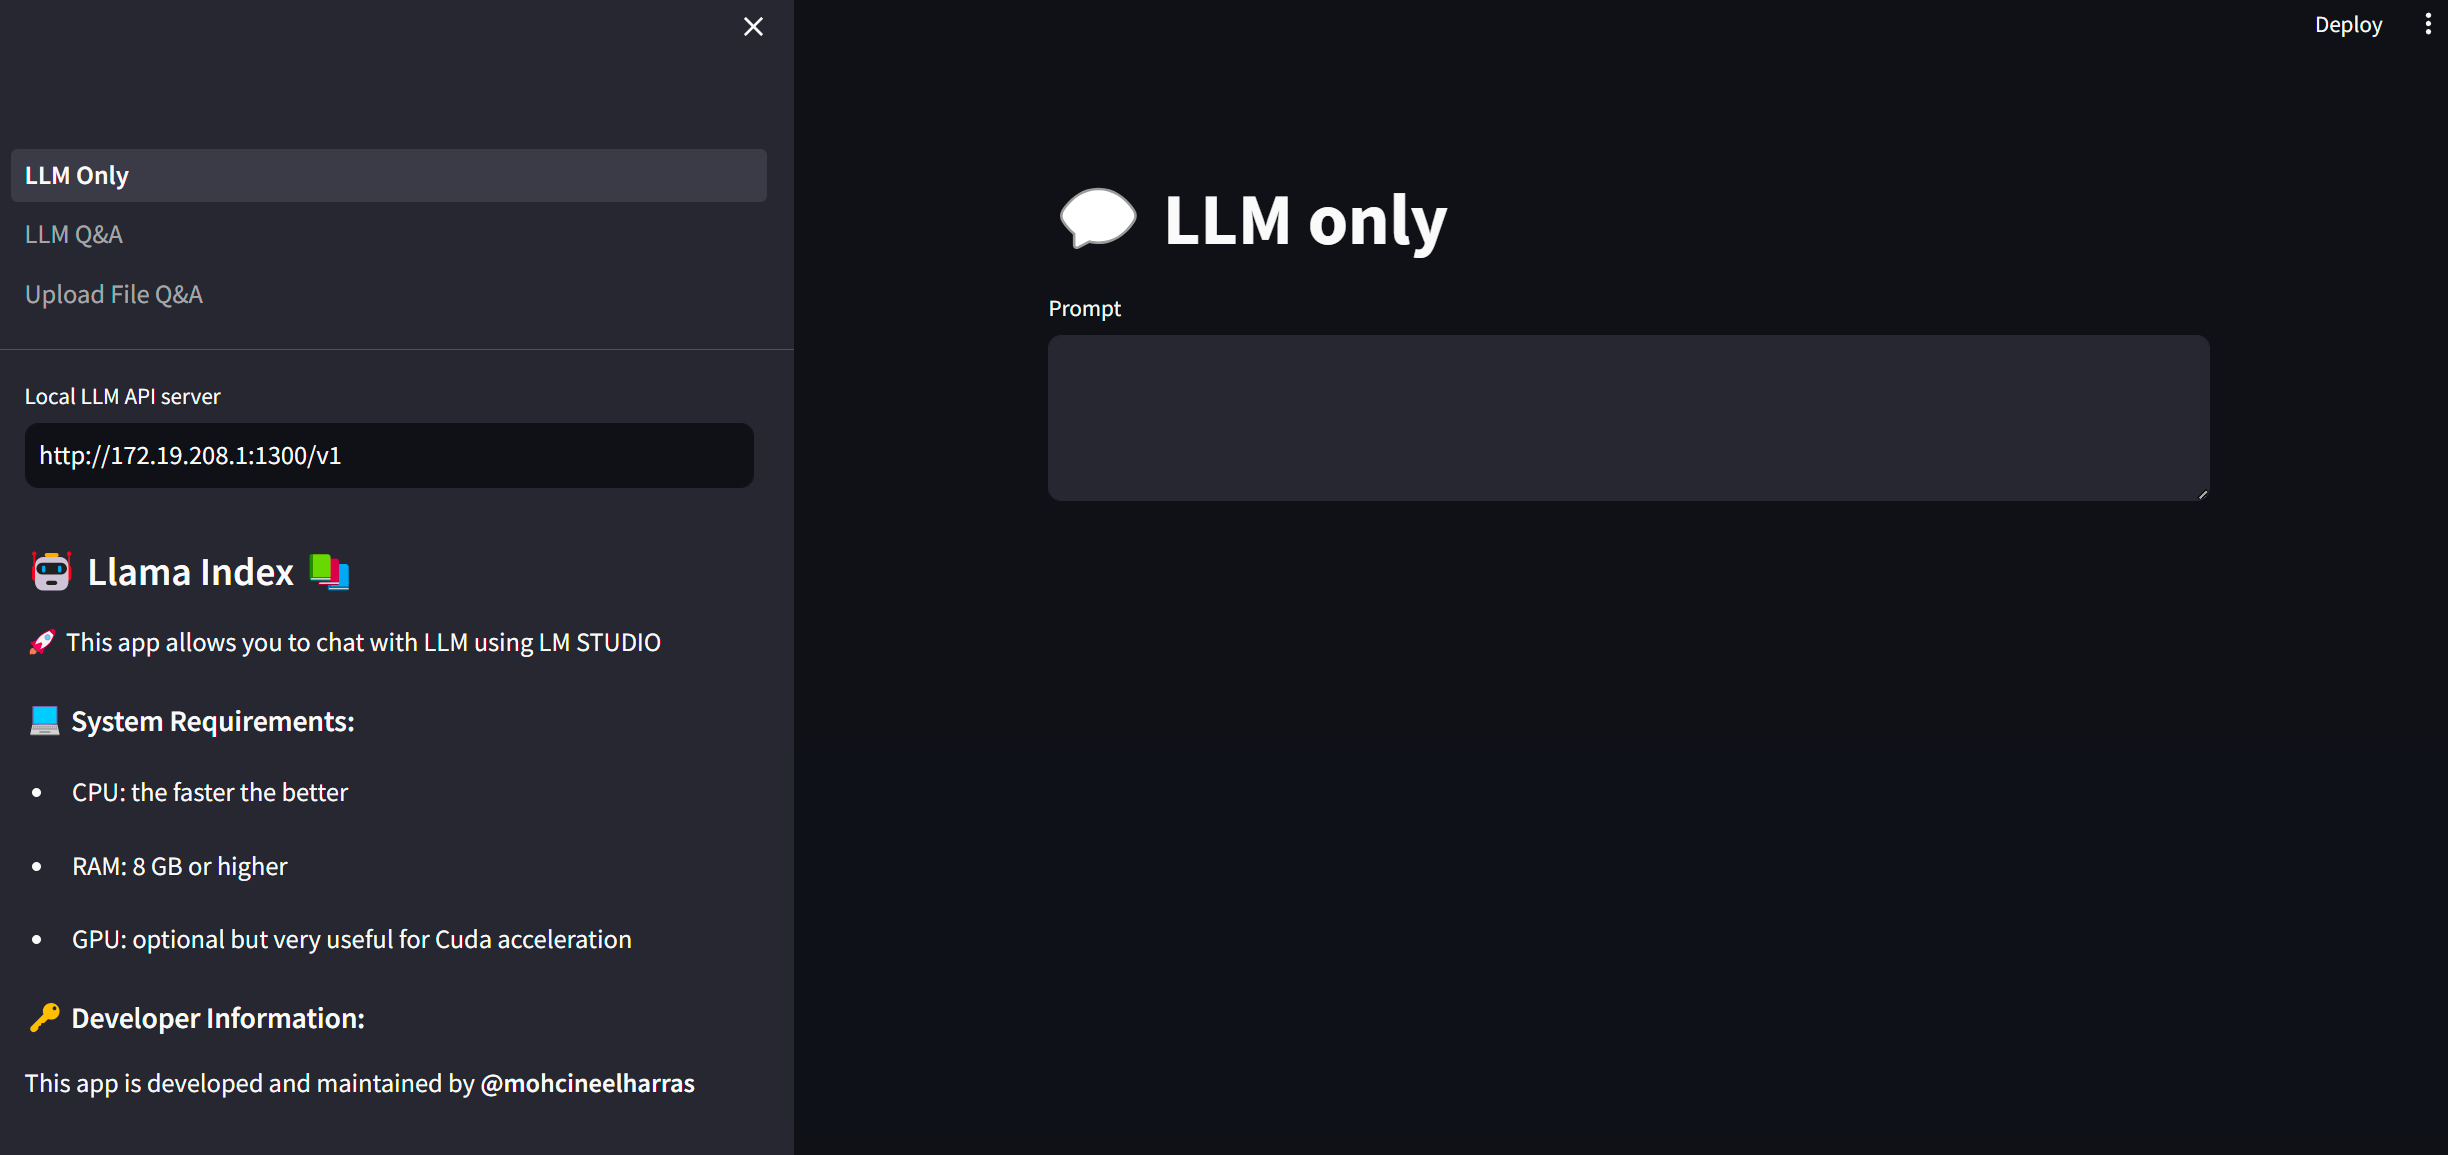 LLM Only
LLM Q&A
Upload File Q&A
Local LLM API server
http://172.19.208.1:1300/v1
Llama Index
This app allows you to chat with LLM using LM STUDIO
System Requirements:
CPU: the faster the better
RAM: 8 GB or higher
GPU: optional but very useful for Cuda acceleration
Developer Information:
This app is developed and maintained by @mohcineelharras
Deploy
LLM only
Prompt